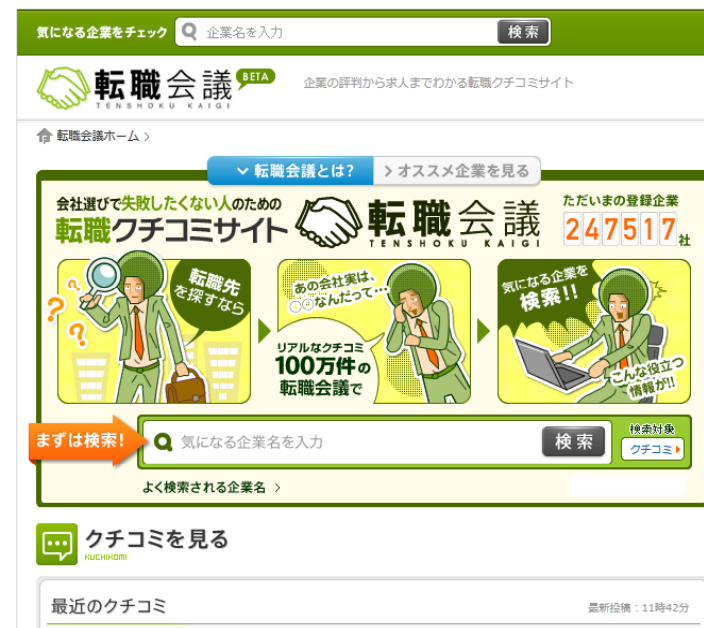 気になる企業をチェック 企業名を入力 検索
転職会議 BETA 企業の評判から求人までわかる転職クチコミサイト
TENSHOKU KAIGI
転職会議ホーム >
転職会議とは? オススメ企業を見る
会社選びで失敗したくない人のための
転職クチコミサイト
転職会議
TENSHOKU KAIGI
ただいまの登録企業
247517社
転職先
を探すなら
? ? ?
あの会社実は、
○○なんだって…
リアルなクチコミ
100万件の
転職会議で
気になる企業を
検索!!
こんな役立つ
情報が!!
まずは検索!
気になる企業名を入力 検索
検索対象
クチコミ
よく検索される企業名 >
クチコミを見る
KUCHIKOMI
最近のクチコミ 最新投稿:11時42分